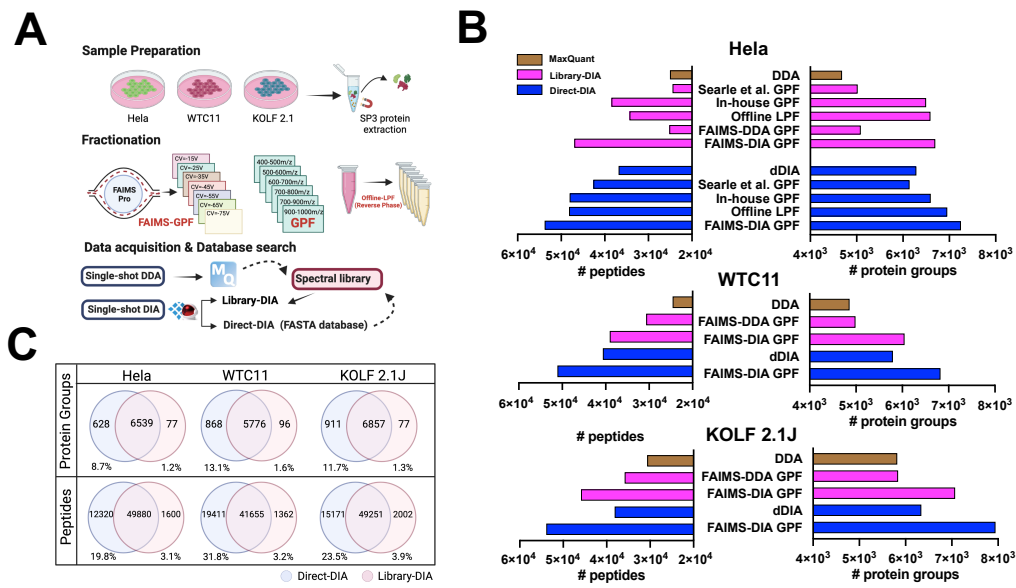 A
Sample Preparation
Hela
WTC11
KOLF 2.1
SP3 protein
extraction
Fractionation
FAIMS
Pro
CV=-15V
CV=-25V
CV=-35V
CV=-45V
CV=-55V
CV=-65V
CV=-75V
FAIMS-GPF
400-500m/z
500-600m/z
600-700m/z
700-800m/z
700-900m/z
900-1000m/z
GPF
Offline-LPF
(Reverse Phase)
Data acquisition & Database search
Single-shot DDA
M
Q
Spectral library
Single-shot DIA
Library-DIA
Direct-DIA (FASTA database)
B
Hela
MaxQuant
Library-DIA
Direct-DIA
DDA
Searle et al. GPF
In-house GPF
Offline LPF
FAIMS-DDA GPF
FAIMS-DIA GPF
dDIA
Searle et al. GPF
In-house GPF
Offline LPF
FAIMS-DIA GPF
6×10⁴ 5×10⁴ 4×10⁴ 3×10⁴ 2×10⁴
# peptides
4×10³ 5×10³ 6×10³ 7×10³ 8×10³
# protein groups
WTC11
DDA
FAIMS-DDA GPF
FAIMS-DIA GPF
dDIA
FAIMS-DIA GPF
6×10⁴ 5×10⁴ 4×10⁴ 3×10⁴ 2×10⁴
# peptides
4×10³ 5×10³ 6×10³ 7×10³ 8×10³
# protein groups
KOLF 2.1J
DDA
FAIMS-DDA GPF
FAIMS-DIA GPF
dDIA
FAIMS-DIA GPF
6×10⁴ 5×10⁴ 4×10⁴ 3×10⁴ 2×10⁴
# peptides
4×10³ 5×10³ 6×10³ 7×10³ 8×10³
# protein groups
C
Hela WTC11 KOLF 2.1J
Protein Groups
628 6539 77
8.7% 1.2%
868 5776 96
13.1% 1.6%
911 6857 77
11.7% 1.3%
Peptides
12320 49880 1600
19.8% 3.1%
19411 41655 1362
31.8% 3.2%
15171 49251 2002
23.5% 3.9%
Direct-DIA Library-DIA